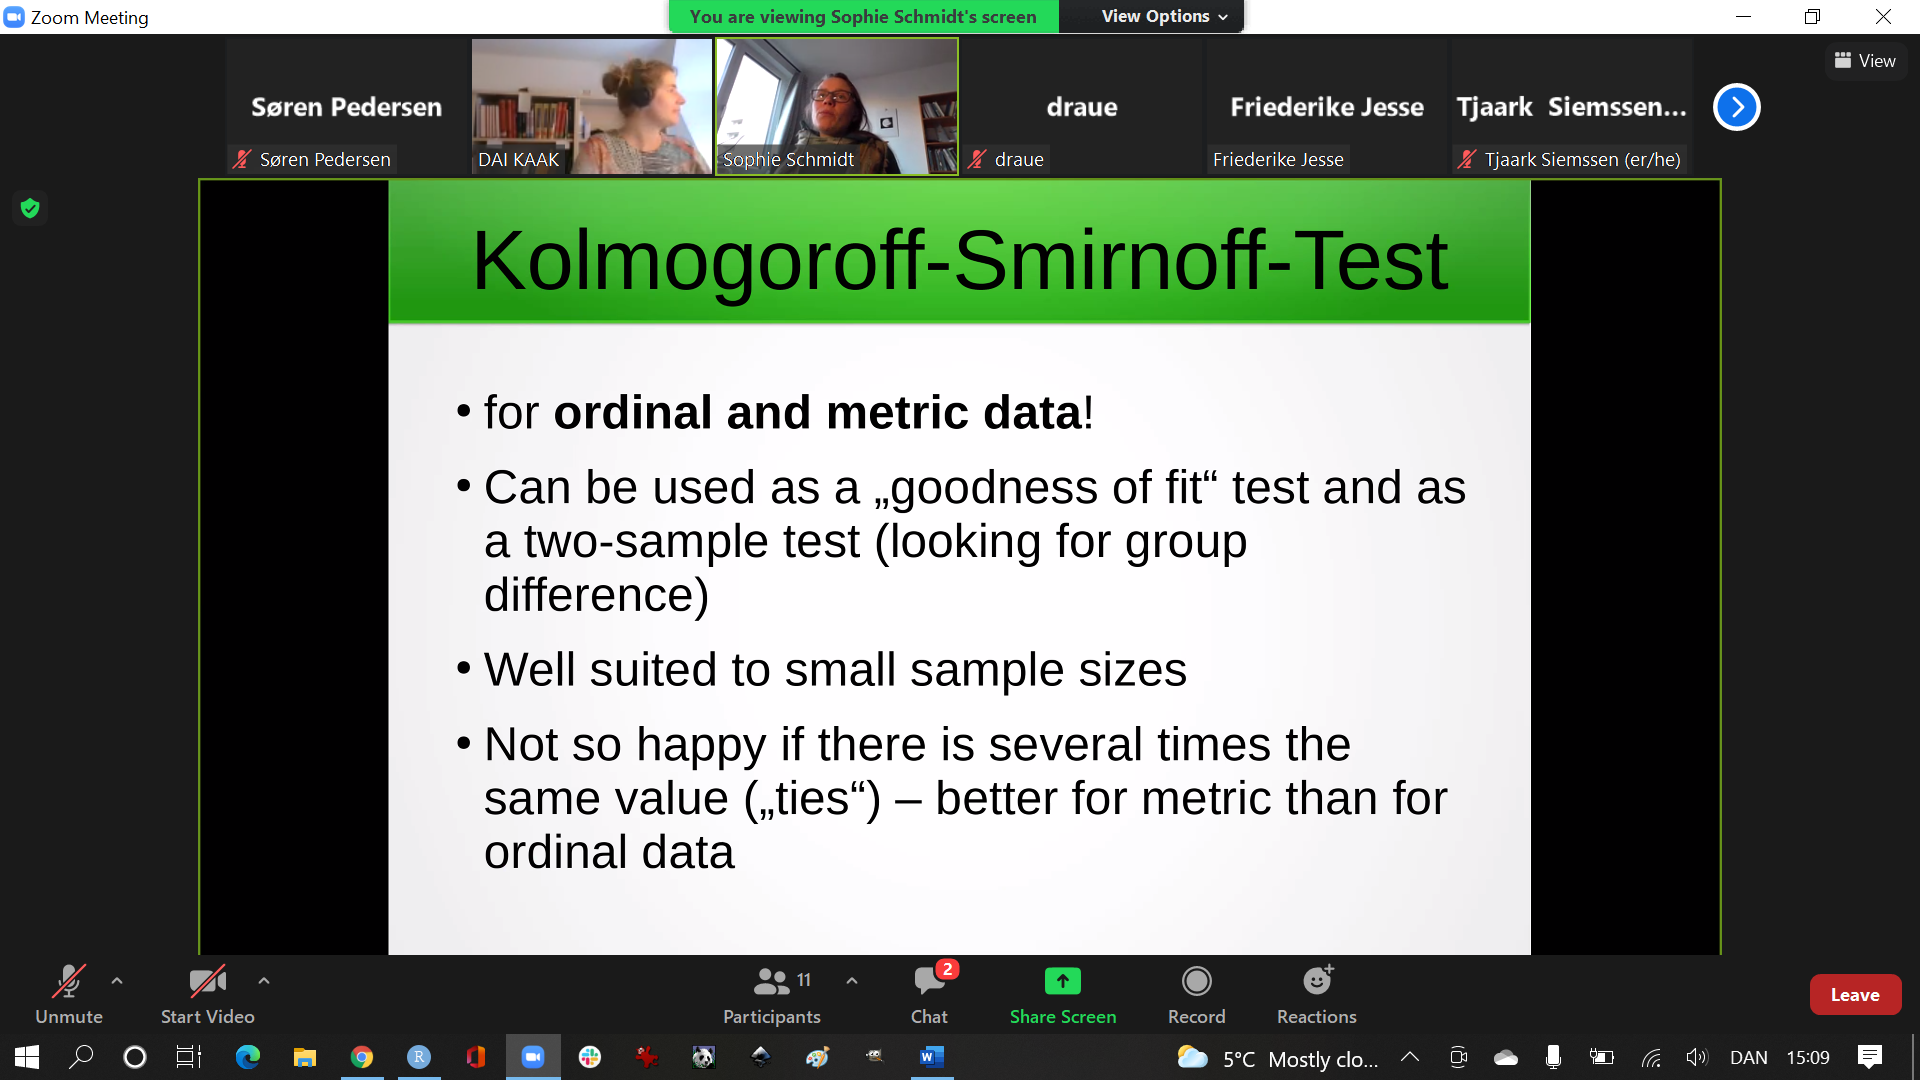 Zoom Meeting
You are viewing Sophie Schmidt's screen
View Options
View
Søren Pedersen
draue
Friederike Jesse
Tjaark Siemssen...
Søren Pedersen
DAI KAAK
Sophie Schmidt
draue
Friederike Jesse
Tjaark Siemssen (er/he)
Kolmogoroff-Smirnoff-Test
• for ordinal and metric data!
• Can be used as a „goodness of fit“ test and as
a two-sample test (looking for group
difference)
• Well suited to small sample sizes
• Not so happy if there is several times the
same value („ties“) – better for metric than for
ordinal data
Unmute
Start Video
11
Participants
2
Chat
Share Screen
Record
Reactions
Leave
R
W
5°C Mostly clo...
DAN
15:09